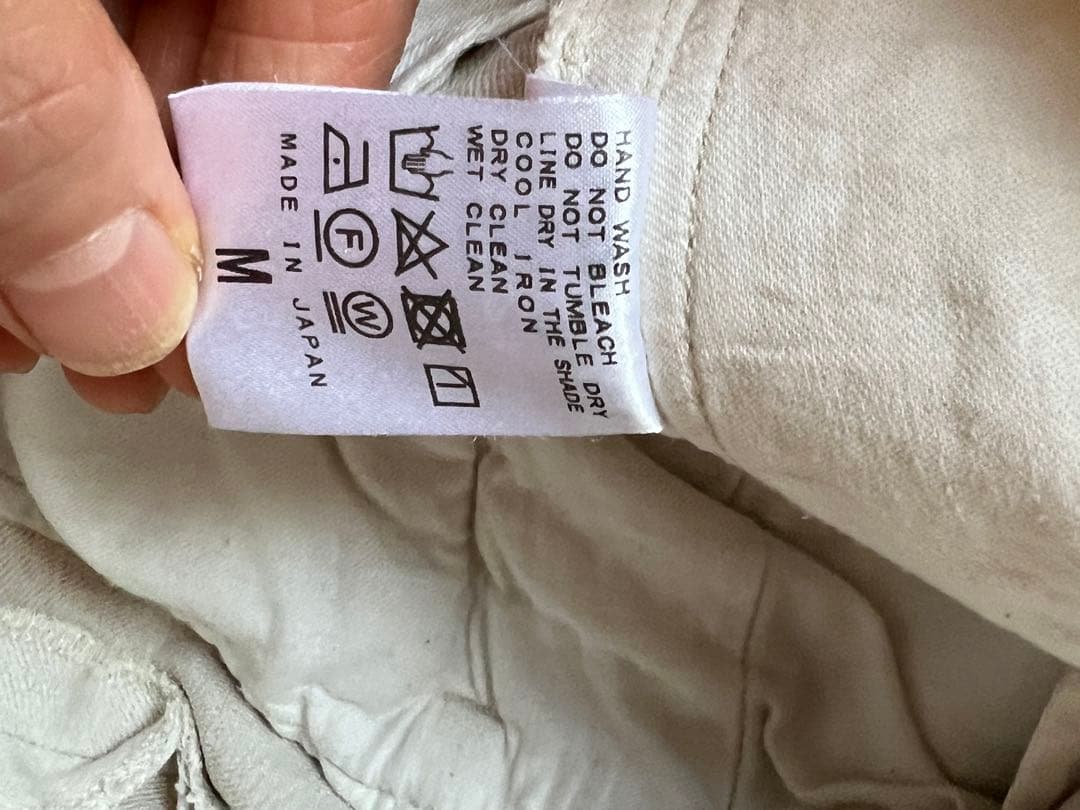 HAND WASH
DO NOT BLEACH
DO NOT TUMBLE DRY
LINE DRY IN THE SHADE
COOL IRON
DRY CLEAN
WET CLEAN
F W
MADE IN JAPAN
M